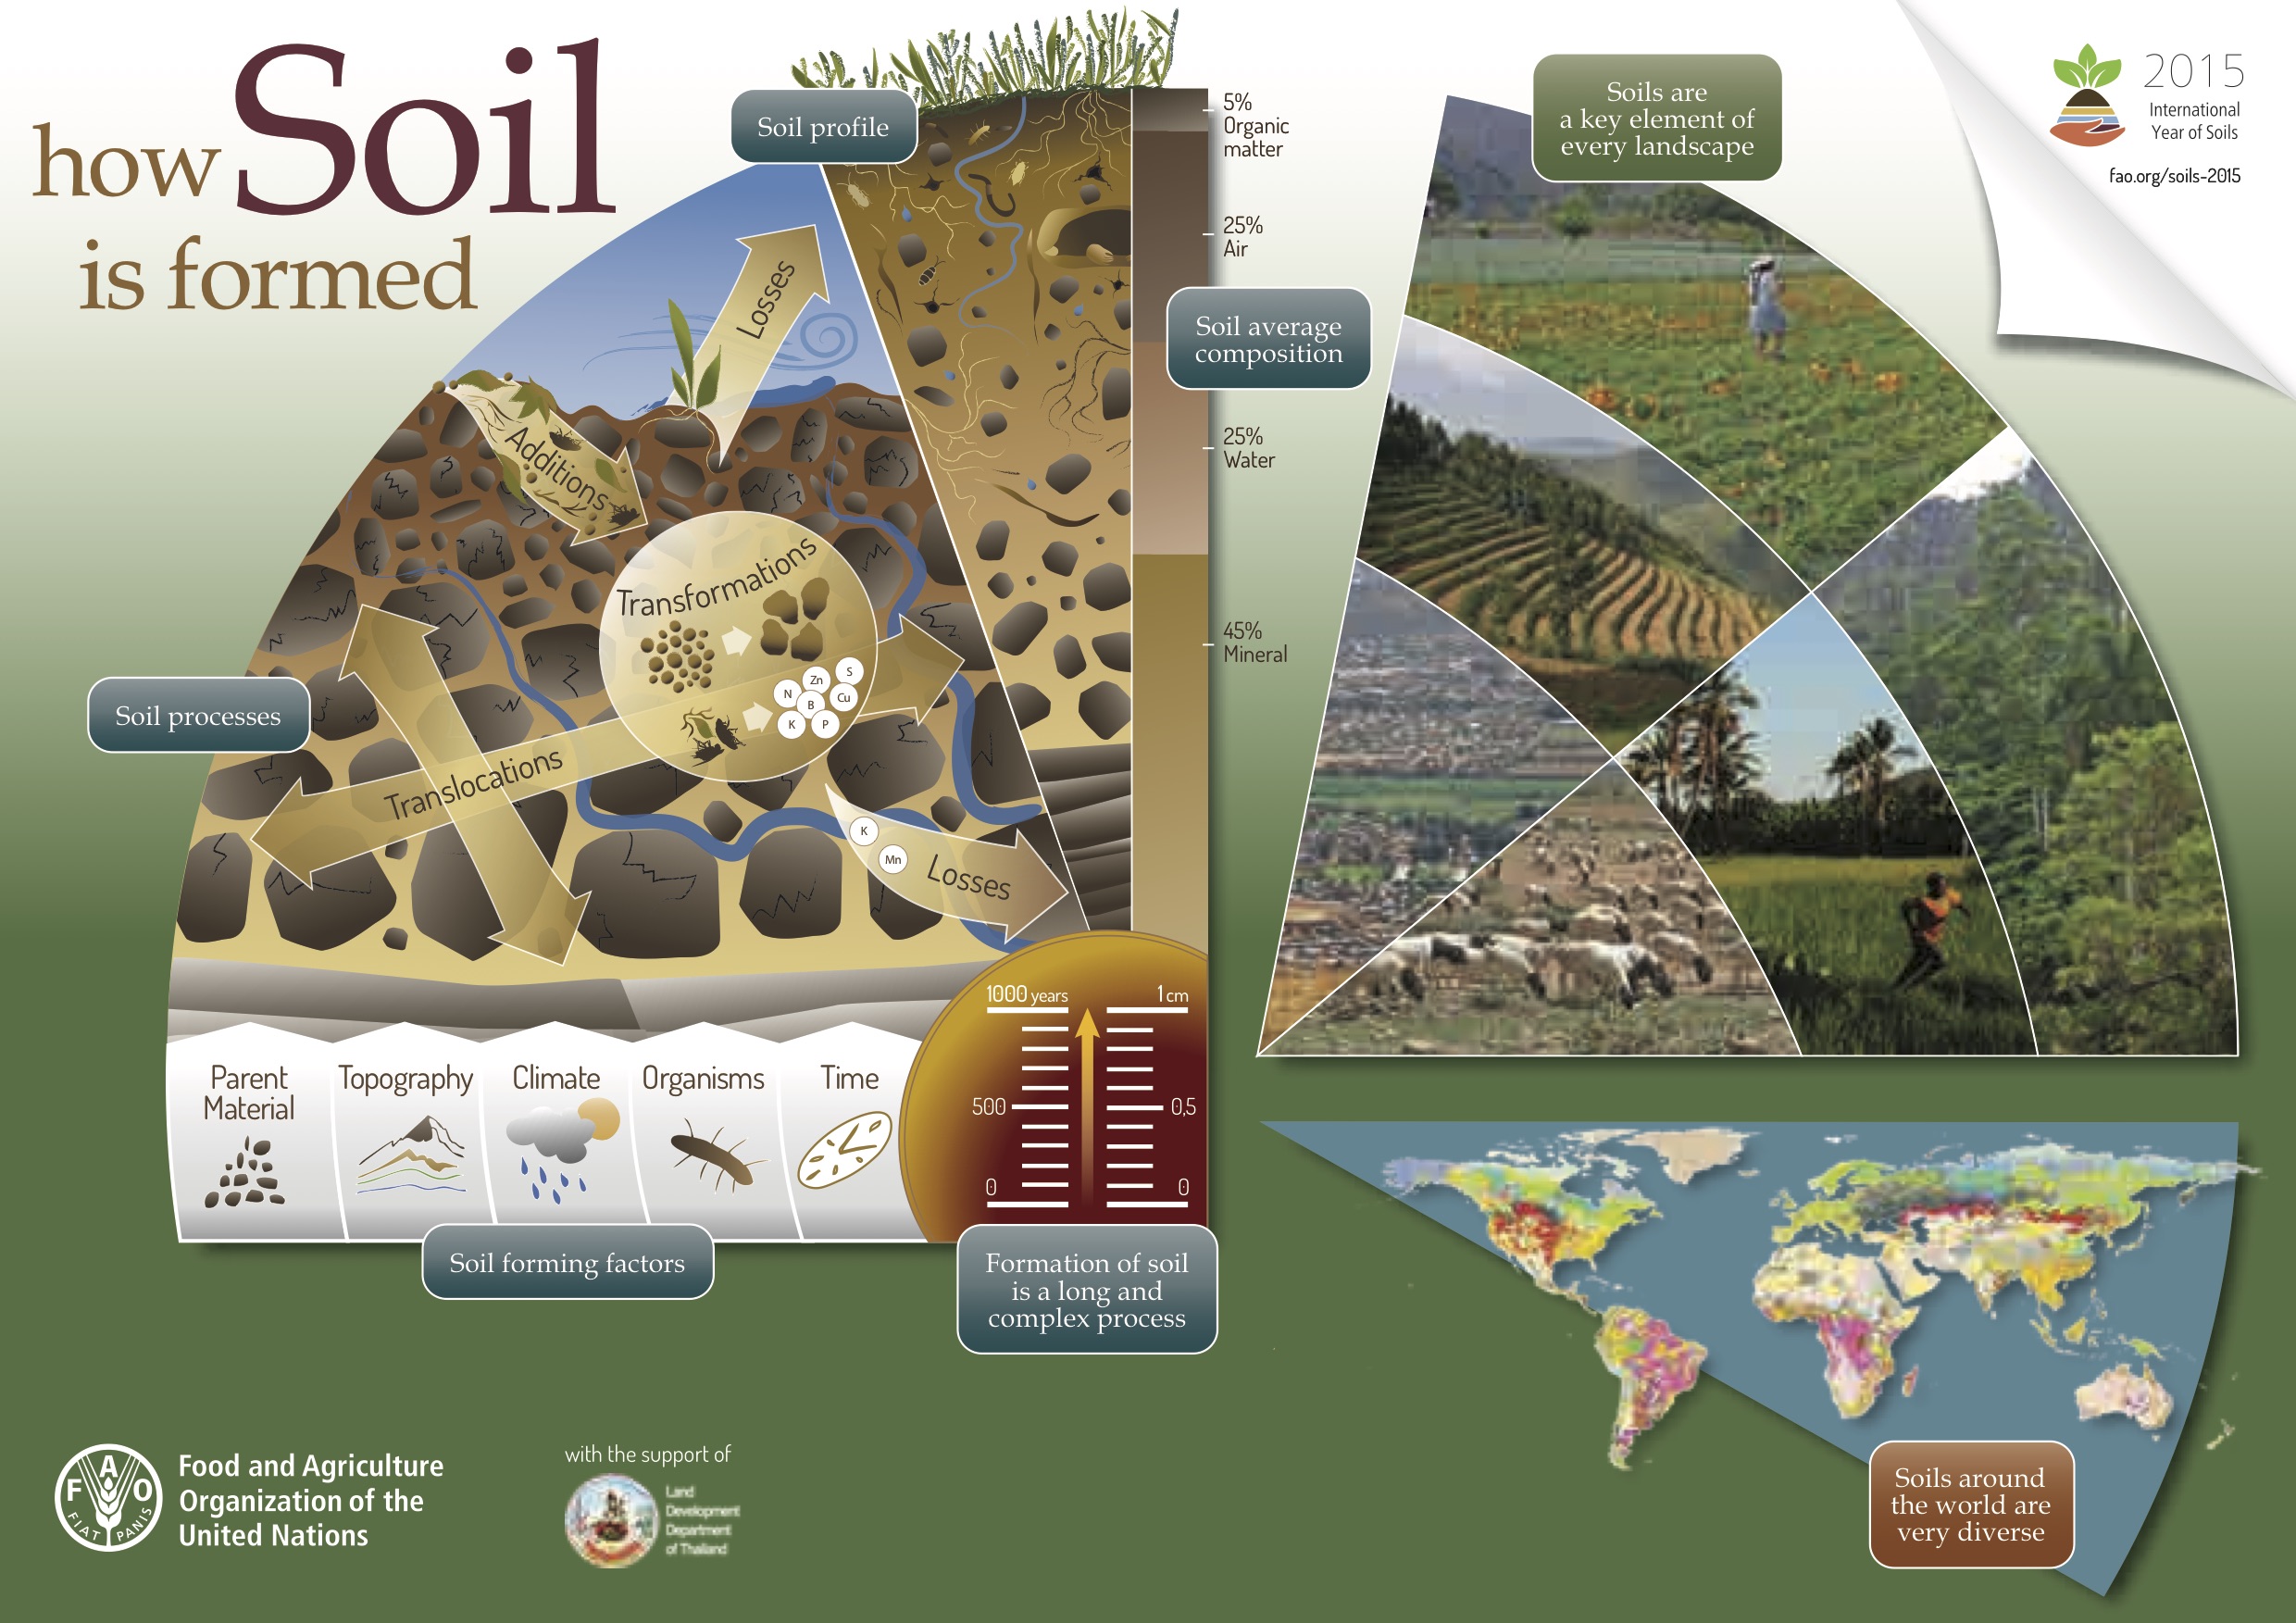 how Soil
is formed
Soil profile
5%
Organic
matter
25%
Air
Soil average
composition
25%
Water
45%
Mineral
Losses
Additions
Transformations
N
Zn
S
B
Cu
K
P
Soil processes
Translocations
K
Mn
Losses
Parent
Material
Topography
Climate
Organisms
Time
Soil forming factors
1000 years
1 cm
500
0,5
0
0
Formation of soil
is a long and
complex process
Soils are
a key element of
every landscape
2015
International
Year of Soils
fao.org/soils-2015
Soils around
the world are
very diverse
F A O
FIAT PANIS
Food and Agriculture
Organization of the
United Nations
with the support of
Land
Development
Department
of Thailand